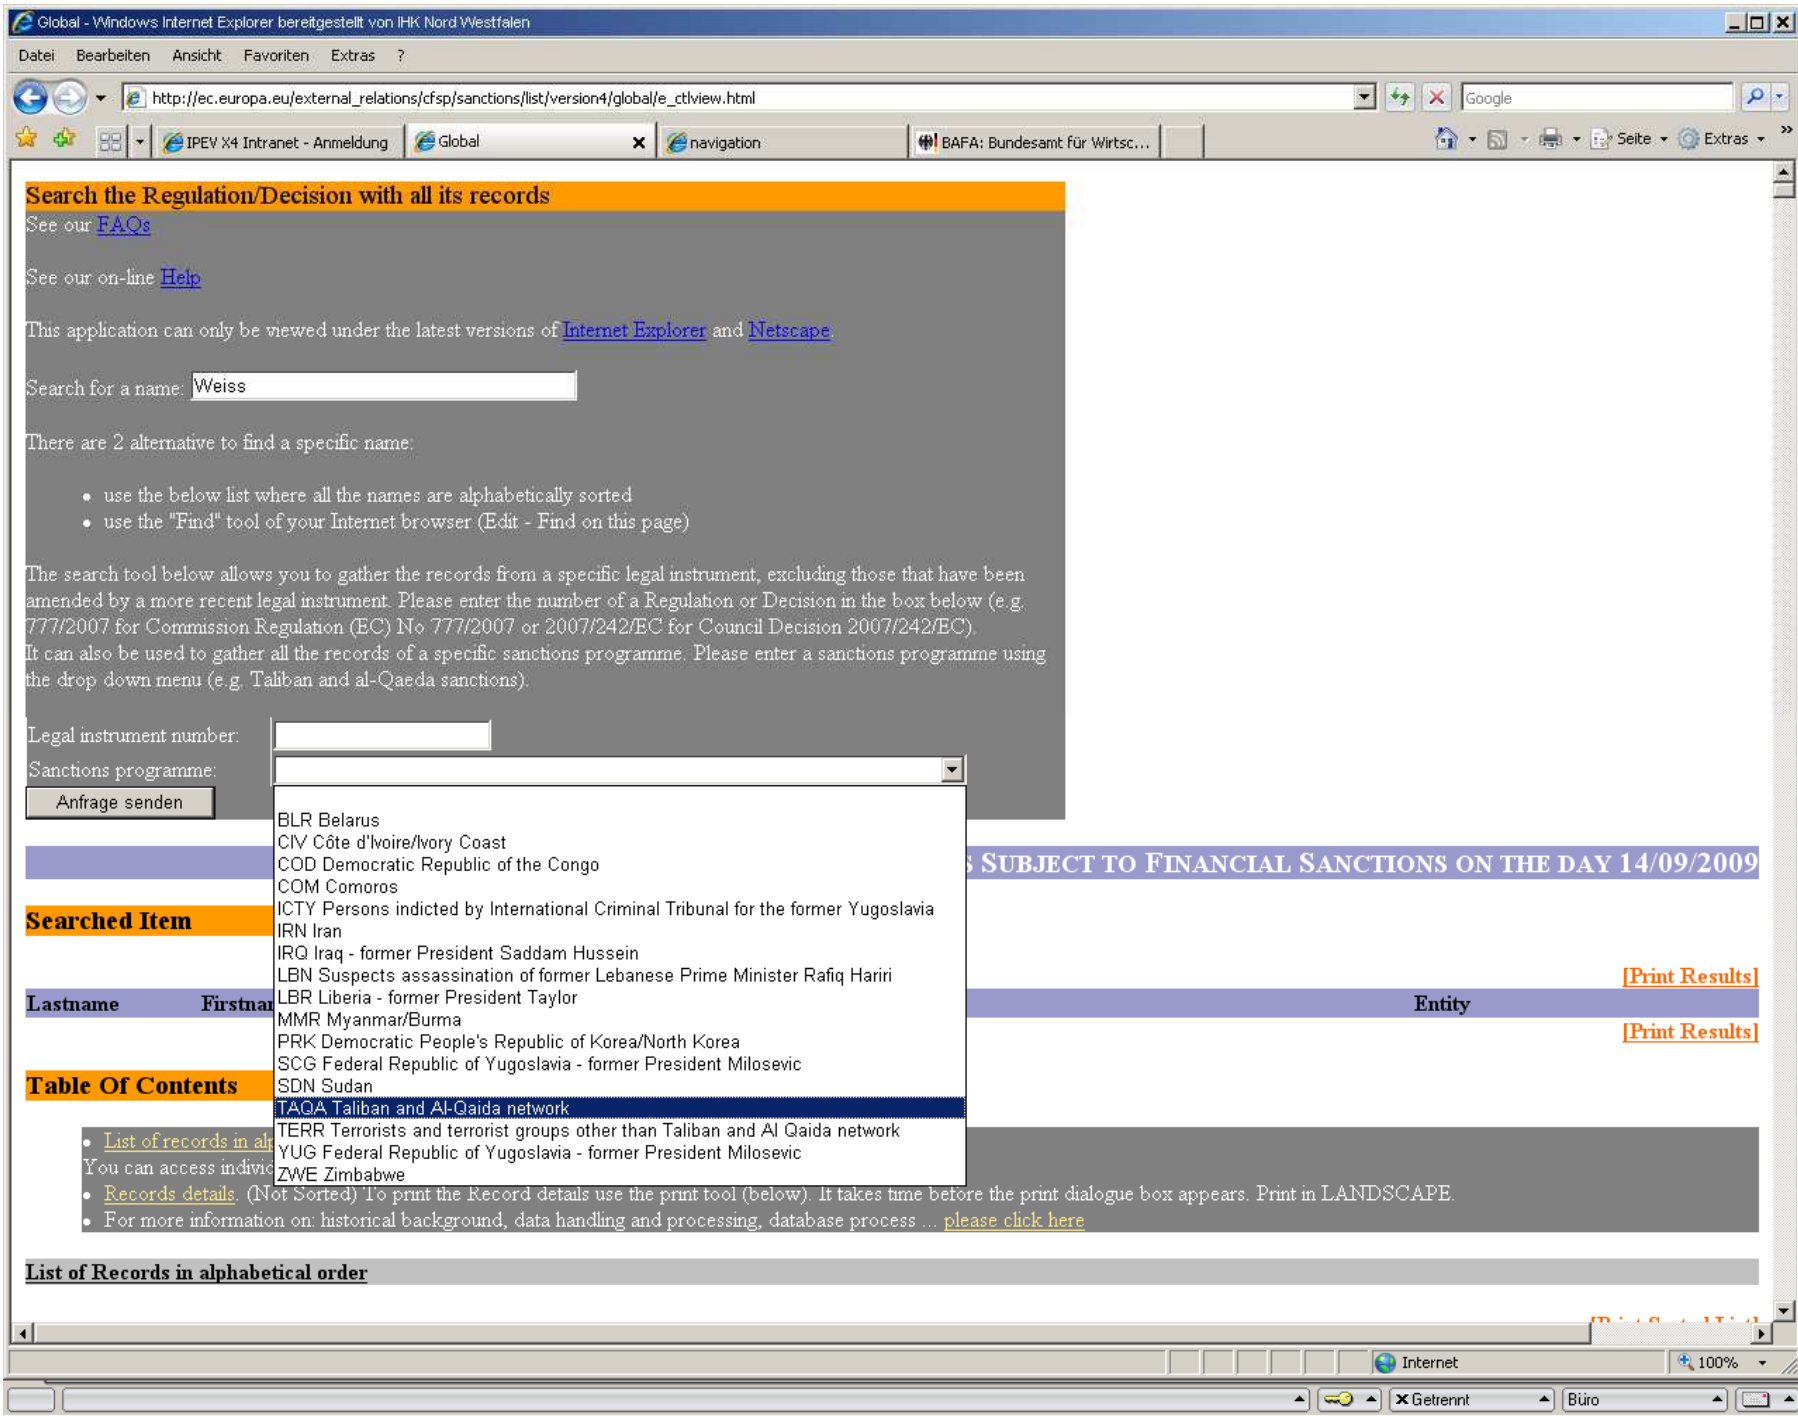 Global - Windows Internet Explorer bereitgestellt von IHK Nord Westfalen
Datei Bearbeiten Ansicht Favoriten Extras ?
http://ec.europa.eu/external_relations/cfsp/sanctions/list/version4/global/e_ctlview.html Google
IPEV X4 Intranet - Anmeldung Global navigation BAFA: Bundesamt für Wirtsc... Seite Extras
Search the Regulation/Decision with all its records
See our FAQs
See our on-line Help
This application can only be viewed under the latest versions of Internet Explorer and Netscape.
Search for a name: Weiss
There are 2 alternative to find a specific name:
• use the below list where all the names are alphabetically sorted
• use the "Find" tool of your Internet browser (Edit - Find on this page)
The search tool below allows you to gather the records from a specific legal instrument, excluding those that have been
amended by a more recent legal instrument. Please enter the number of a Regulation or Decision in the box below (e.g.
777/2007 for Commission Regulation (EC) No 777/2007 or 2007/242/EC for Council Decision 2007/242/EC).
It can also be used to gather all the records of a specific sanctions programme. Please enter a sanctions programme using
the drop down menu (e.g. Taliban and al-Qaeda sanctions).
Legal instrument number:
Sanctions programme:
Anfrage senden
BLR Belarus
CIV Côte d'Ivoire/Ivory Coast
COD Democratic Republic of the Congo
COM Comoros
ICTY Persons indicted by International Criminal Tribunal for the former Yugoslavia
IRN Iran
IRQ Iraq - former President Saddam Hussein
LBN Suspects assassination of former Lebanese Prime Minister Rafiq Hariri
LBR Liberia - former President Taylor
MMR Myanmar/Burma
PRK Democratic People's Republic of Korea/North Korea
SCG Federal Republic of Yugoslavia - former President Milosevic
SDN Sudan
TAQA Taliban and Al-Qaida network
TERR Terrorists and terrorist groups other than Taliban and Al Qaida network
YUG Federal Republic of Yugoslavia - former President Milosevic
ZWE Zimbabwe
SUBJECT TO FINANCIAL SANCTIONS ON THE DAY 14/09/2009
Searched Item
[Print Results]
Lastname Firstnar Entity
[Print Results]
Table Of Contents
• List of records in alp
You can access individ
• Records details. (Not Sorted) To print the Record details use the print tool (below). It takes time before the print dialogue box appears. Print in LANDSCAPE.
• For more information on: historical background, data handling and processing, database process ... please click here
List of Records in alphabetical order
Internet 100%
Getrennt Büro